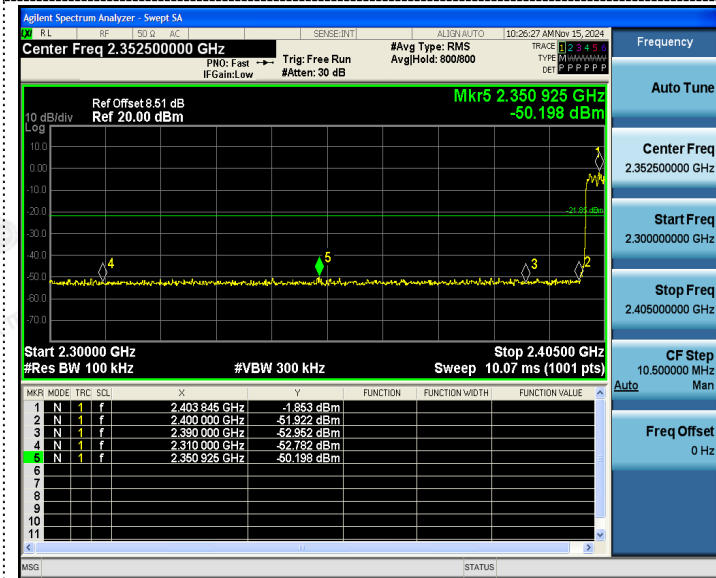 Agilent Spectrum Analyzer - Swept SA
LXI RL RF 50 Ω AC SENSE:INT ALIGN AUTO 10:26:27 AM Nov 15, 2024
Center Freq 2.352500000 GHz
PNO: Fast
IFGain:Low
Trig: Free Run
#Atten: 30 dB
#Avg Type: RMS
Avg|Hold: 800/800
TRACE 1 2 3 4 5 6
TYPE M
DET P P P P P P
Ref Offset 8.51 dB
Ref 20.00 dBm
10 dB/div
Log
Mkr5 2.350 925 GHz
-50.198 dBm
10.0
0.00
-10.0
-20.0
-30.0
-40.0
-50.0
-60.0
-70.0
-21.85 dBm
1
2
3
4
5
Start 2.30000 GHz
Stop 2.40500 GHz
#Res BW 100 kHz
#VBW 300 kHz
Sweep 10.07 ms (1001 pts)
MKR MODE TRC SCL X Y FUNCTION FUNCTION WIDTH FUNCTION VALUE
1 N 1 f 2.403 845 GHz -1.853 dBm
2 N 1 f 2.400 000 GHz -51.922 dBm
3 N 1 f 2.390 000 GHz -52.952 dBm
4 N 1 f 2.310 000 GHz -52.782 dBm
5 N 1 f 2.350 925 GHz -50.198 dBm
6
7
8
9
10
11
MSG
STATUS
Frequency
Auto Tune
Center Freq
2.352500000 GHz
Start Freq
2.300000000 GHz
Stop Freq
2.405000000 GHz
CF Step
10.500000 MHz
Auto Man
Freq Offset
0 Hz